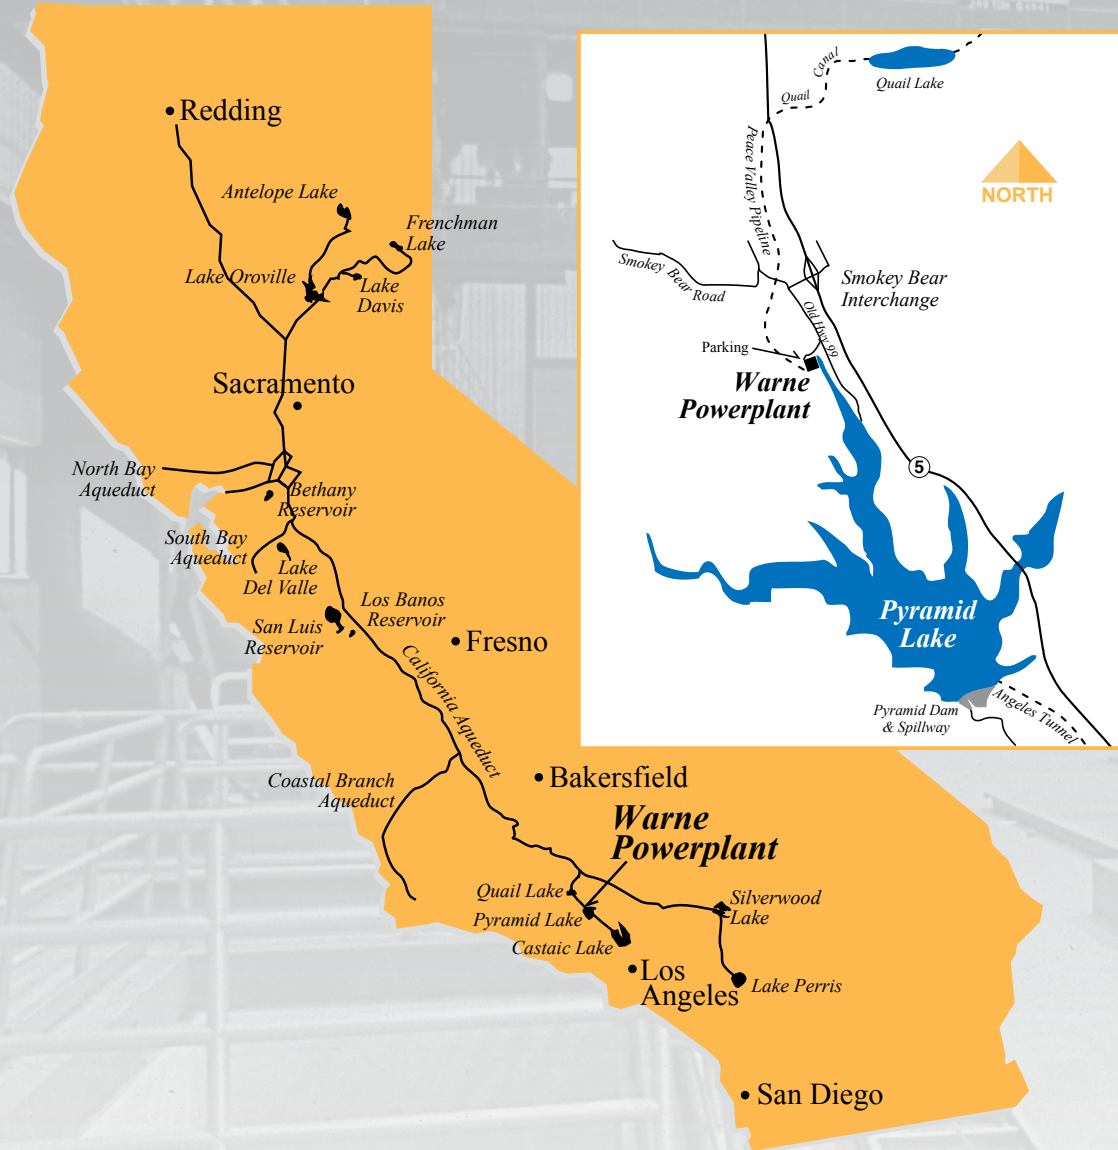 Redding
Antelope Lake
Frenchman
Lake
Lake Oroville
Lake
Davis
Sacramento
North Bay
Aqueduct
Bethany
Reservoir
South Bay
Aqueduct
Lake
Del Valle
Los Banos
Reservoir
San Luis
Reservoir
Fresno
California Aqueduct
Coastal Branch
Aqueduct
Bakersfield
Warne
Powerplant
Quail Lake
Pyramid Lake
Castaic Lake
Silverwood
Lake
Los
Angeles
Lake Perris
San Diego
Quail Canal
Quail Lake
Peace Valley Pipeline
NORTH
Smokey Bear Road
Smokey Bear
Interchange
Old Hwy 99
Parking
Warne
Powerplant
5
Pyramid
Lake
Pyramid Dam
& Spillway
Angeles Tunnel